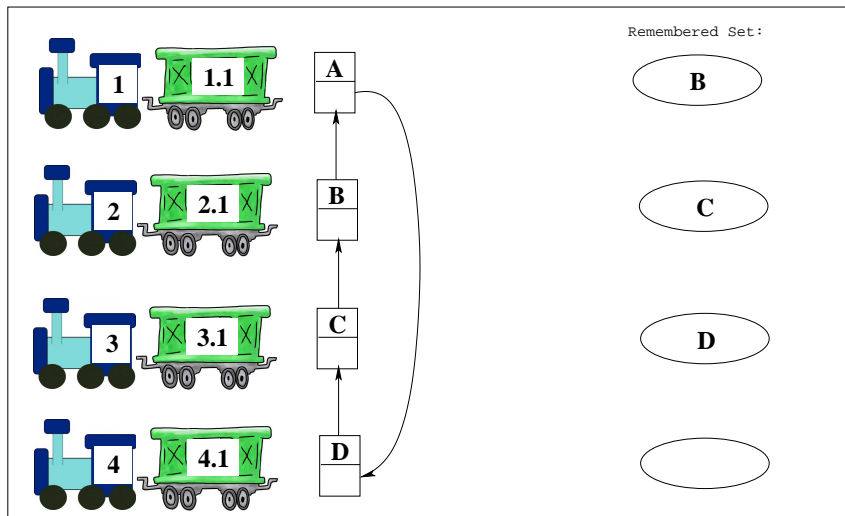 Remembered Set:
1 1.1 A B
2 2.1 B C
3 3.1 C D
4 4.1 D